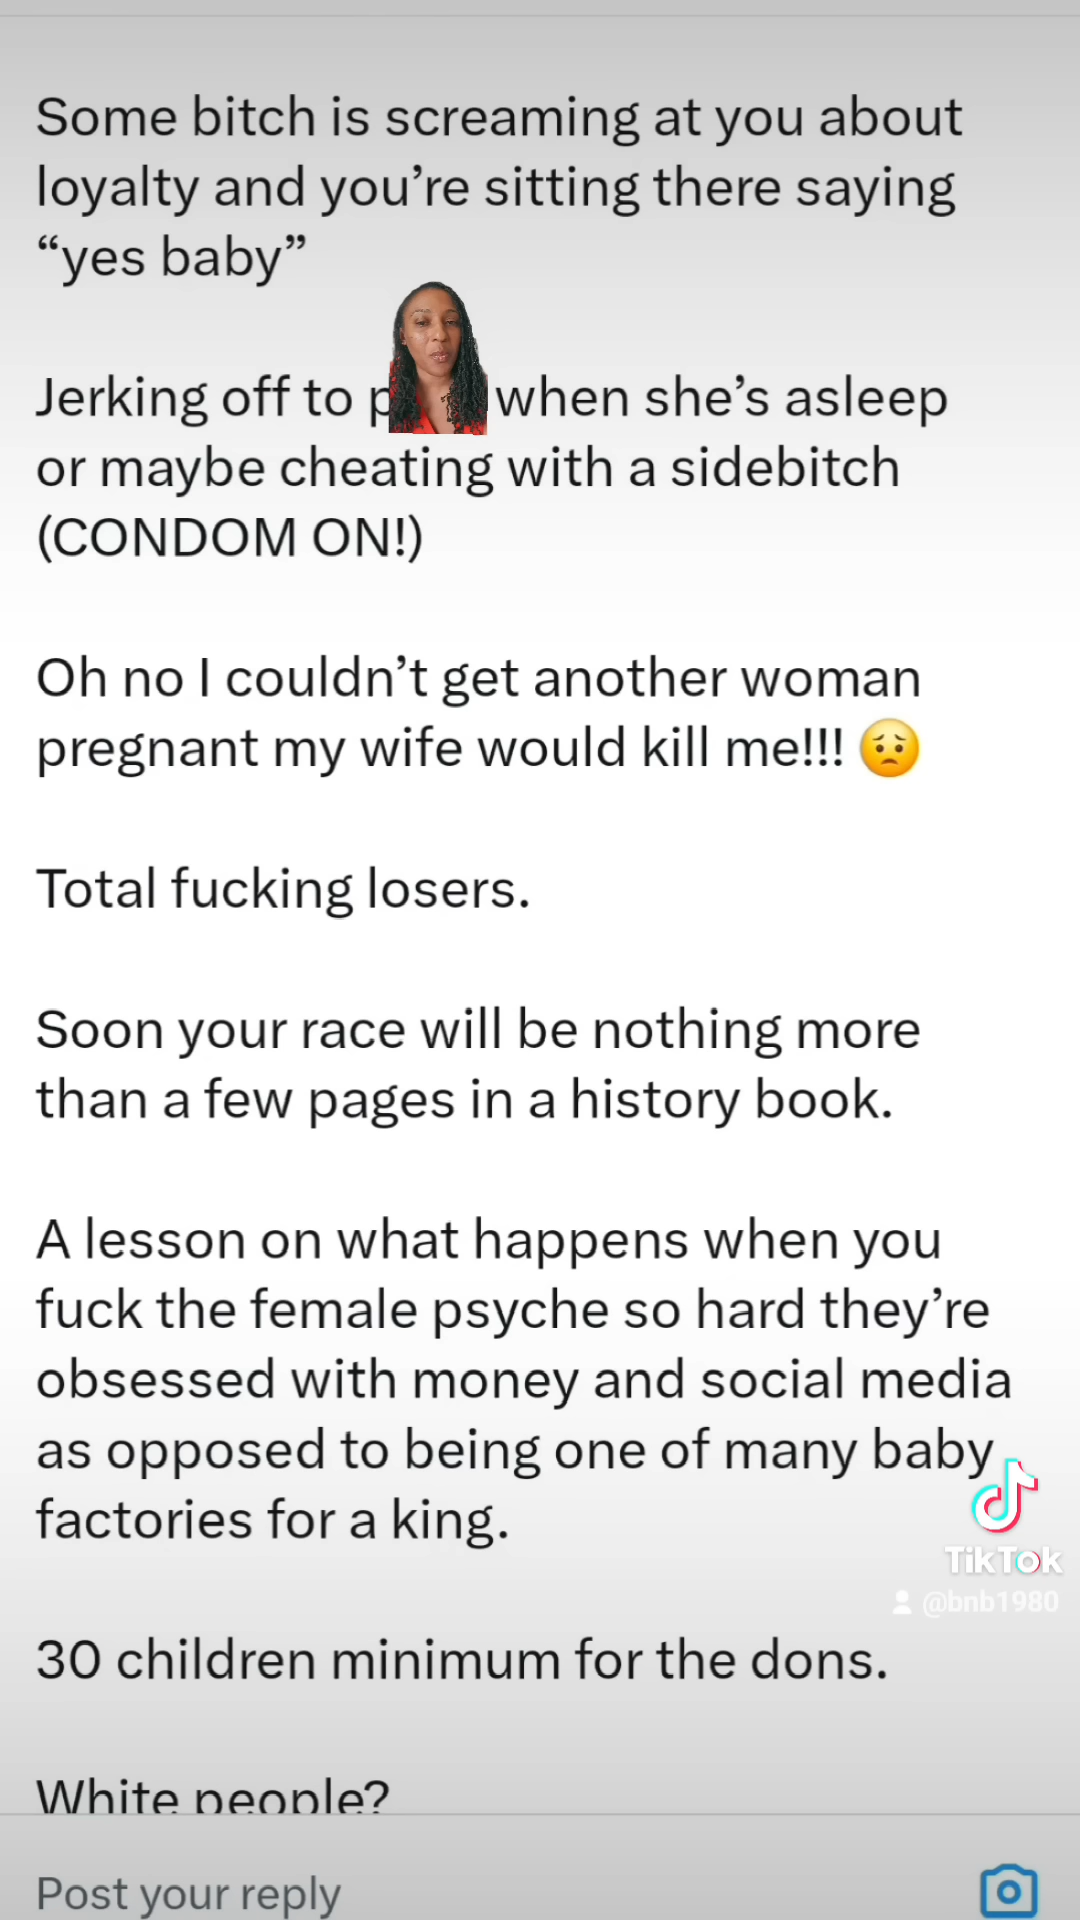 Some bitch is screaming at you about
loyalty and you’re sitting there saying
“yes baby”
Jerking off to when she’s asleep
or maybe cheating with a sidebitch
(CONDOM ON!)
Oh no I couldn’t get another woman
pregnant my wife would kill me!!! 😟
Total fucking losers.
Soon your race will be nothing more
than a few pages in a history book.
A lesson on what happens when you
fuck the female psyche so hard they’re
obsessed with money and social media
as opposed to being one of many baby
factories for a king.
TikTok
@bnb1980
30 children minimum for the dons.
White people?
Post your reply